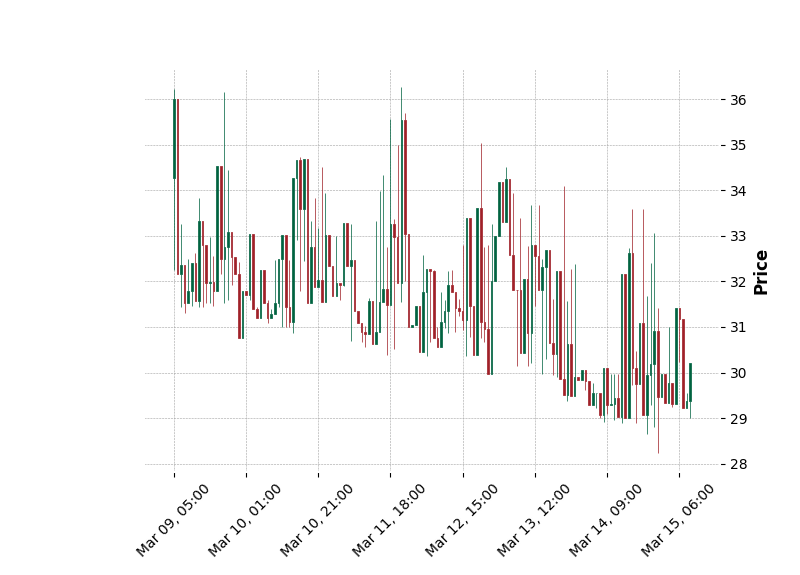 36
35
34
33
32
31
30
29
28
Price
Mar 09, 05:00
Mar 10, 01:00
Mar 10, 21:00
Mar 11, 18:00
Mar 12, 15:00
Mar 13, 12:00
Mar 14, 09:00
Mar 15, 06:00